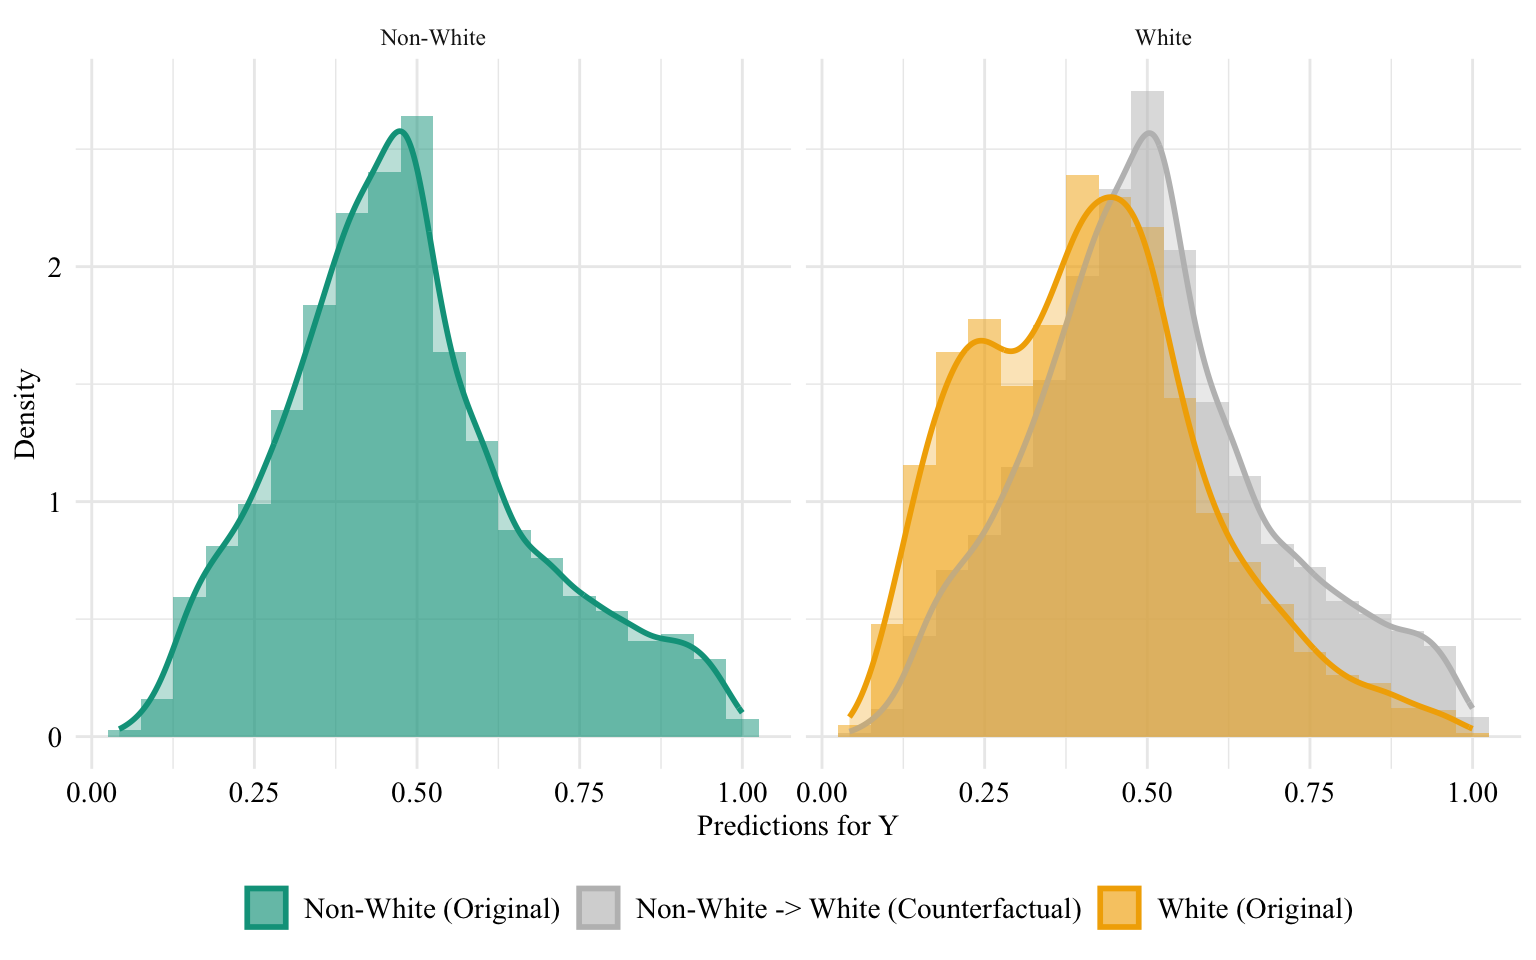 Non-White
White
Density
2
1
0
0.00 0.25 0.50 0.75 1.00
0.00 0.25 0.50 0.75 1.00
Predictions for Y
Non-White (Original)
Non-White -> White (Counterfactual)
White (Original)